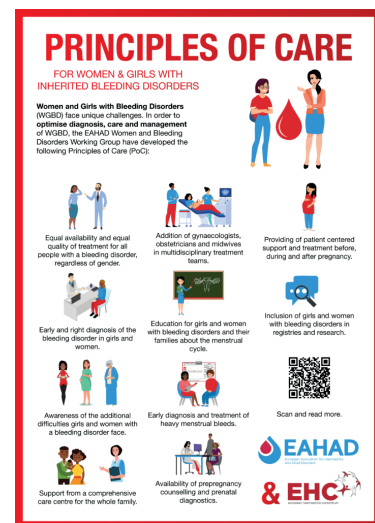 PRINCIPLES OF CARE
FOR WOMEN & GIRLS WITH
INHERITED BLEEDING DISORDERS
Women and Girls with Bleeding Disorders
(WGBD) face unique challenges. In order to
optimise diagnosis, care and management
of WGBD, the EAHAD Women and Bleeding
Disorders Working Group have developed the
following Principles of Care (PoC):
Equal availability and equal
quality of treatment for all
people with a bleeding disorder,
regardless of gender.
Addition of gynaecologists,
obstetricians and midwives
in multidisciplinary treatment
teams.
Providing of patient centered
support and treatment before,
during and after pregnancy.
Early and right diagnosis of the
bleeding disorder in girls and
women.
Education for girls and women
with bleeding disorders and their
families about the menstrual
cycle.
Inclusion of girls and women
with bleeding disorders in
registries and research.
Awareness of the additional
difficulties girls and women with
a bleeding disorder face.
Early diagnosis and treatment of
heavy menstrual bleeds.
Scan and read more.
Support from a comprehensive
care centre for the whole family.
Availability of prepregnancy
counselling and prenatal
diagnostics.
EAHAD
& EHC